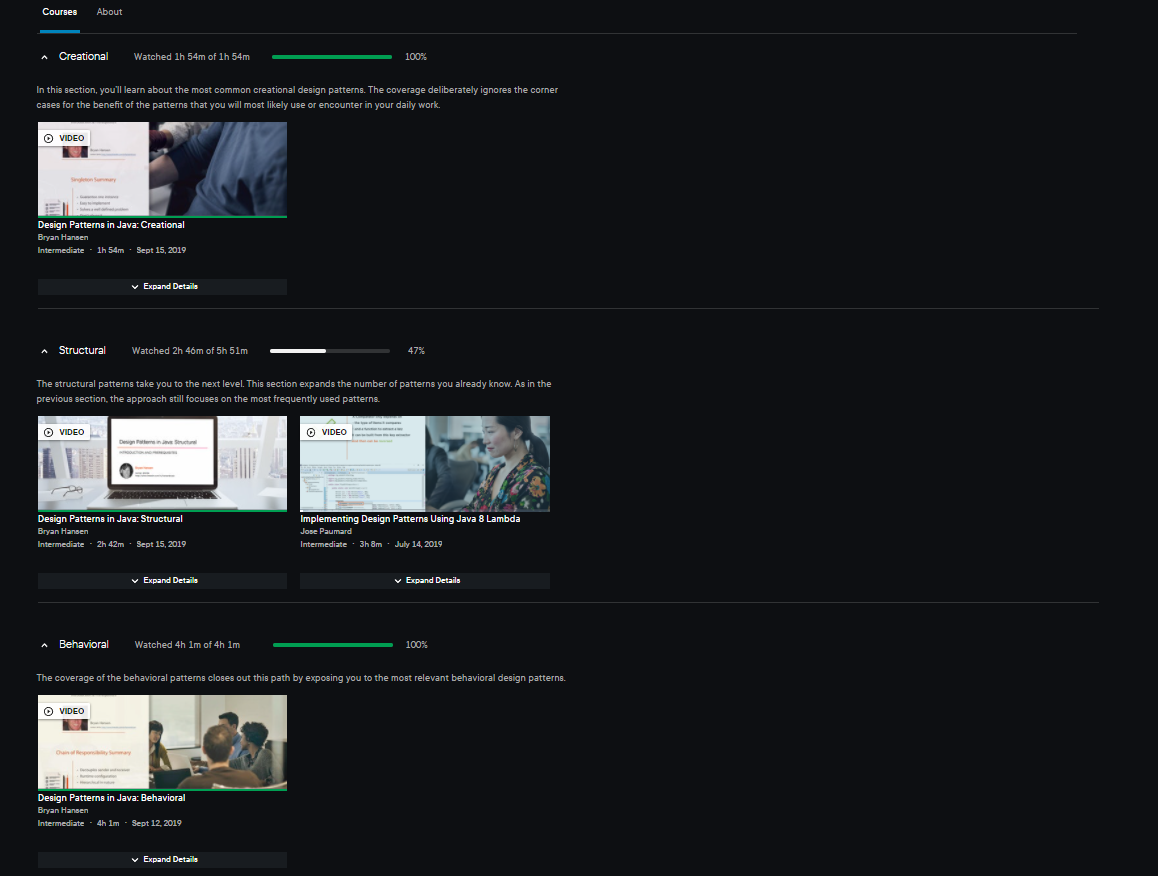 Courses About
Creational Watched 1h 54m of 1h 54m 100%
In this section, you'll learn about the most common creational design patterns. The coverage deliberately ignores the corner
cases for the benefit of the patterns that you will most likely use or encounter in your daily work.
VIDEO
Bryan Hansen
Singleton Summary
Design Patterns in Java: Creational
Bryan Hansen
Intermediate · 1h 54m · Sept 15, 2019
Expand Details
Structural Watched 2h 46m of 5h 51m 47%
The structural patterns take you to the next level. This section expands the number of patterns you already know. As in the
previous section, the approach still focuses on the most frequently used patterns.
VIDEO
Design Patterns in Java: Structural
INTRODUCTION AND PREREQUISITES
VIDEO
Design Patterns in Java: Structural
Bryan Hansen
Intermediate · 2h 42m · Sept 15, 2019
Expand Details
Implementing Design Patterns Using Java 8 Lambda
Jose Paumard
Intermediate · 3h 8m · July 14, 2019
Expand Details
Behavioral Watched 4h 1m of 4h 1m 100%
The coverage of the behavioral patterns closes out this path by exposing you to the most relevant behavioral design patterns.
VIDEO
Bryan Hansen
Chain of Responsibility Summary
Design Patterns in Java: Behavioral
Bryan Hansen
Intermediate · 4h 1m · Sept 12, 2019
Expand Details